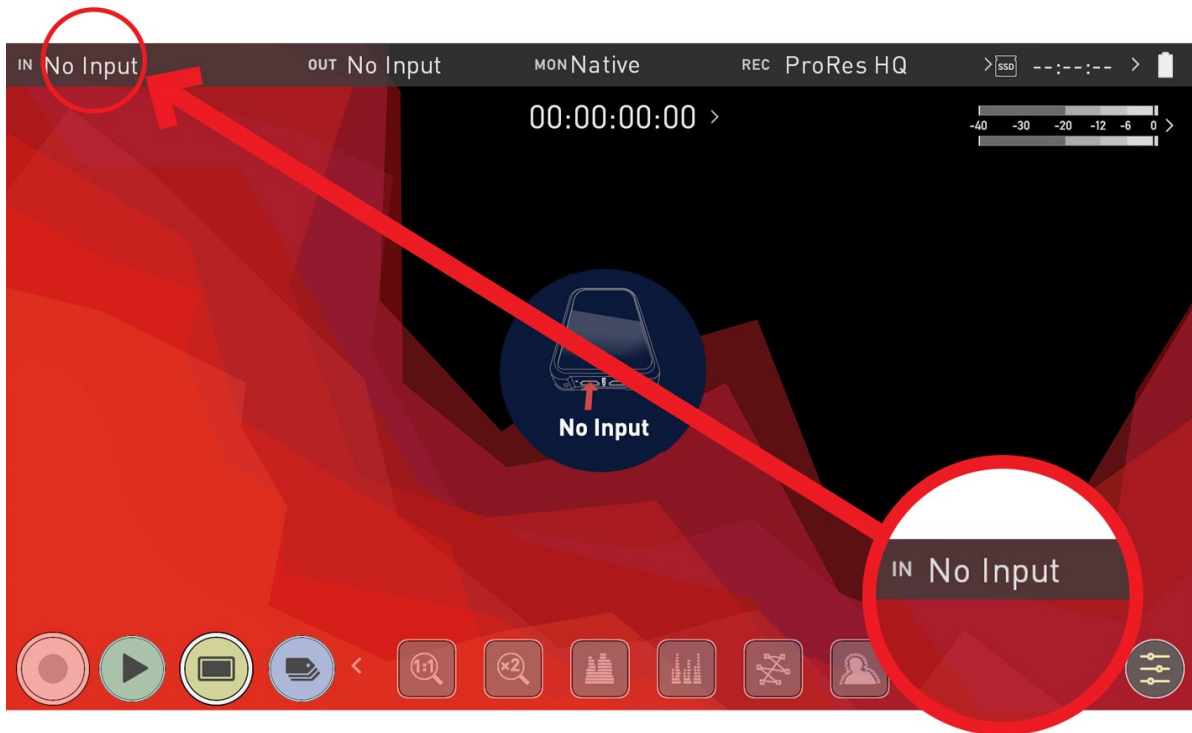 IN No Input OUT No Input MON Native REC ProRes HQ > SSD --:--:-- >
00:00:00:00 >
-40 -30 -20 -12 -6 0 >
No Input
IN No Input
< 1:1 ×2